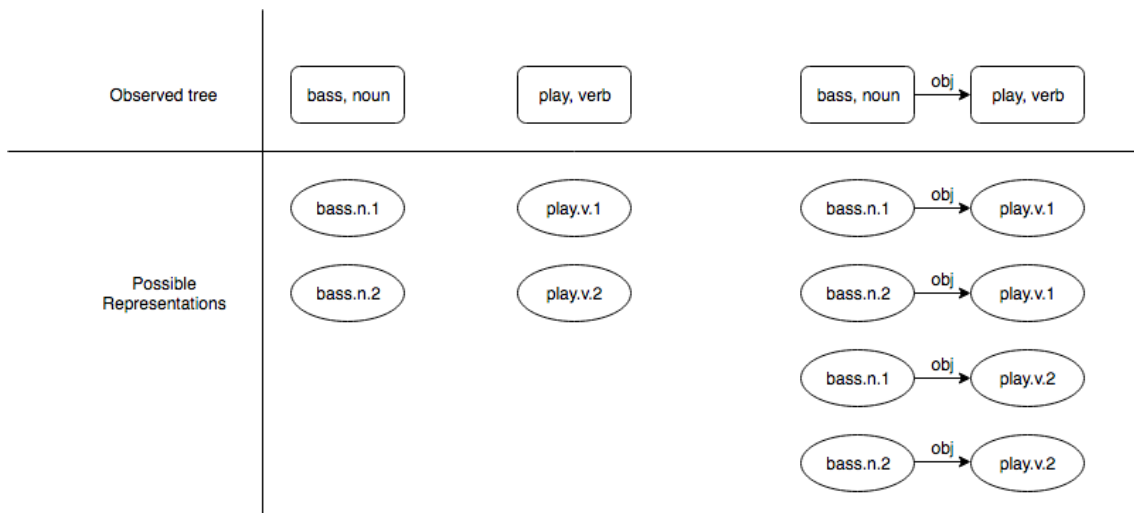 Observed tree
bass, noun
play, verb
bass, noun
obj
play, verb
Possible
Representations
bass.n.1
play.v.1
bass.n.1
obj
play.v.1
bass.n.2
play.v.2
bass.n.2
obj
play.v.1
bass.n.1
obj
play.v.2
bass.n.2
obj
play.v.2